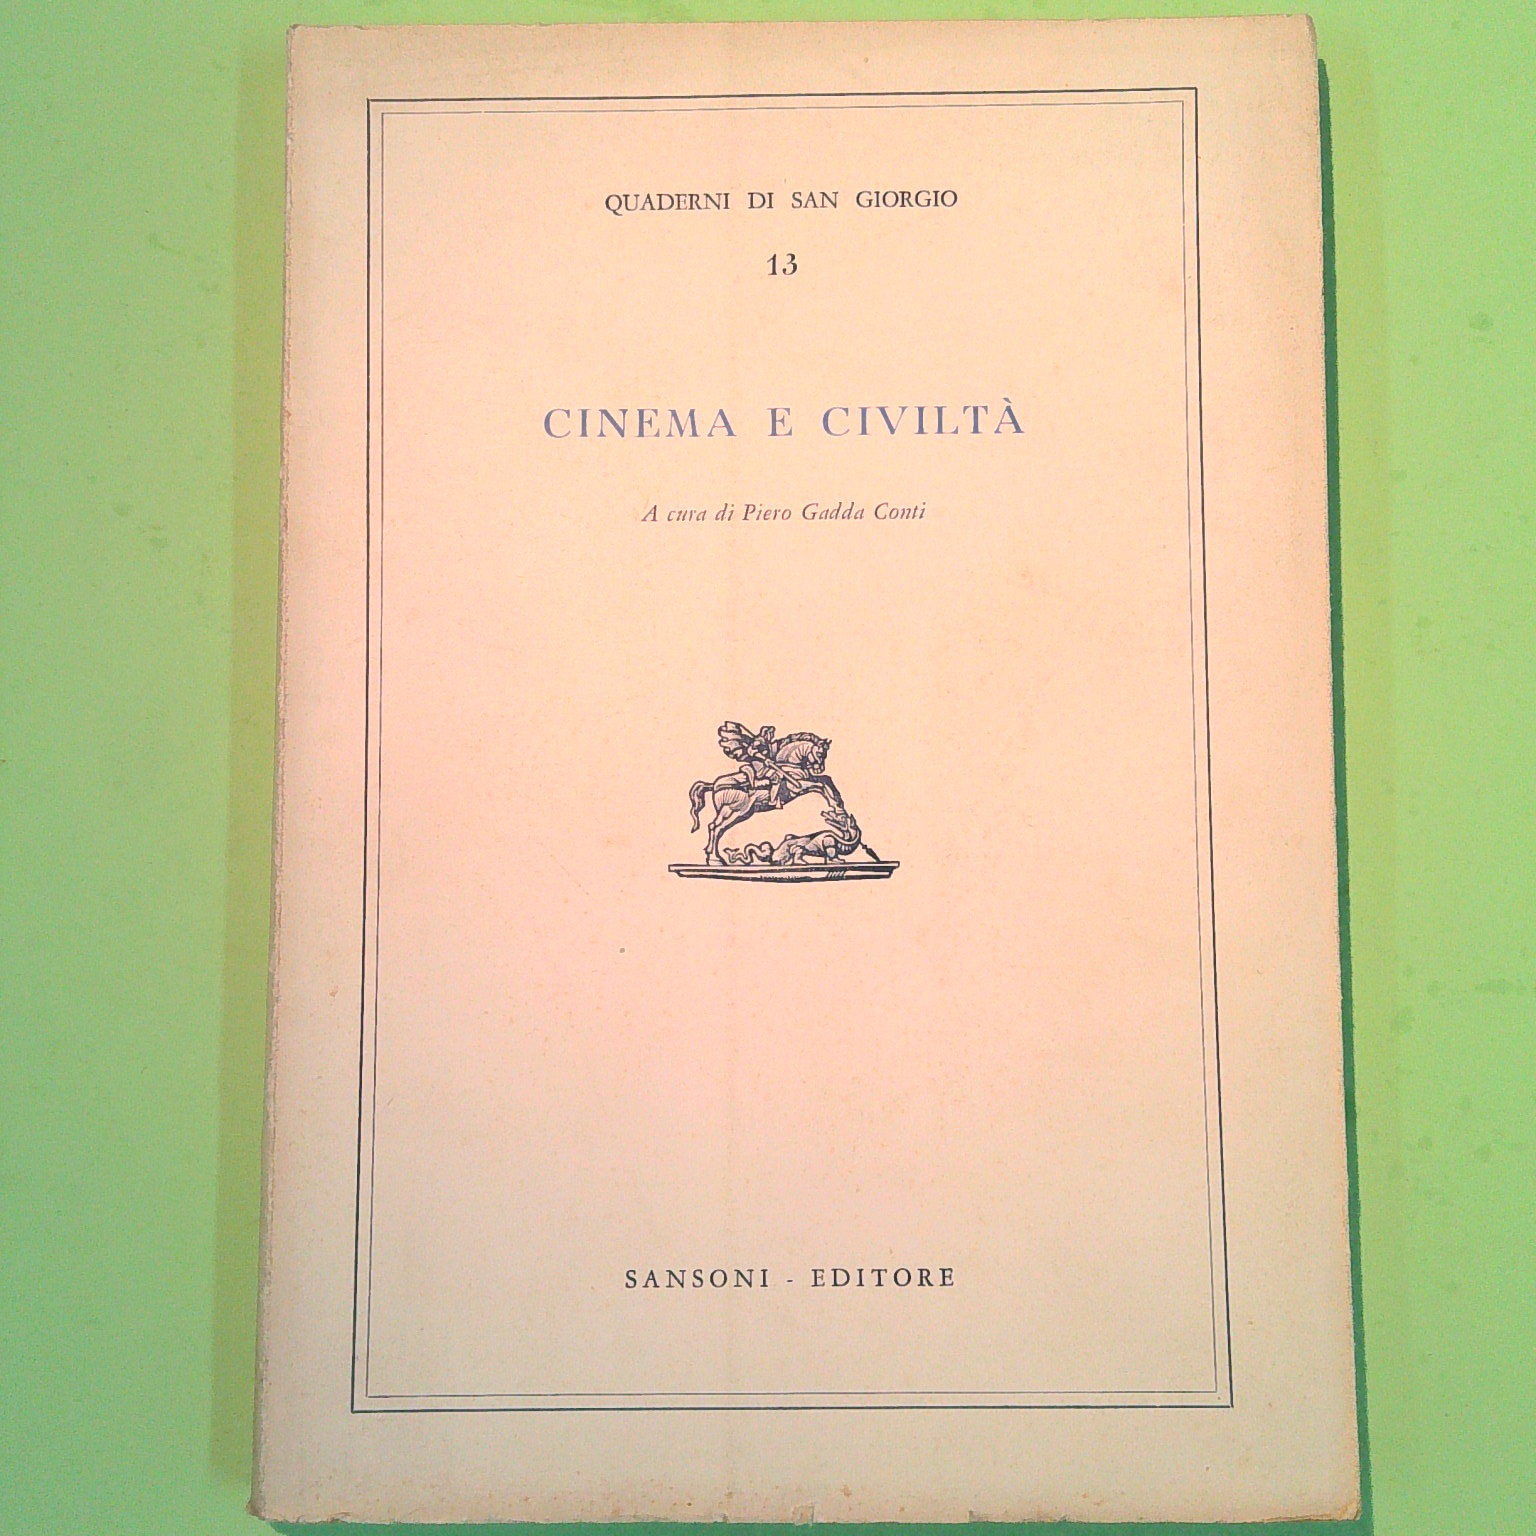 QUADERNI DI SAN GIORGIO
13
CINEMA E CIVILTÀ
A cura di Piero Gadda Conti
SANSONI - EDITORE